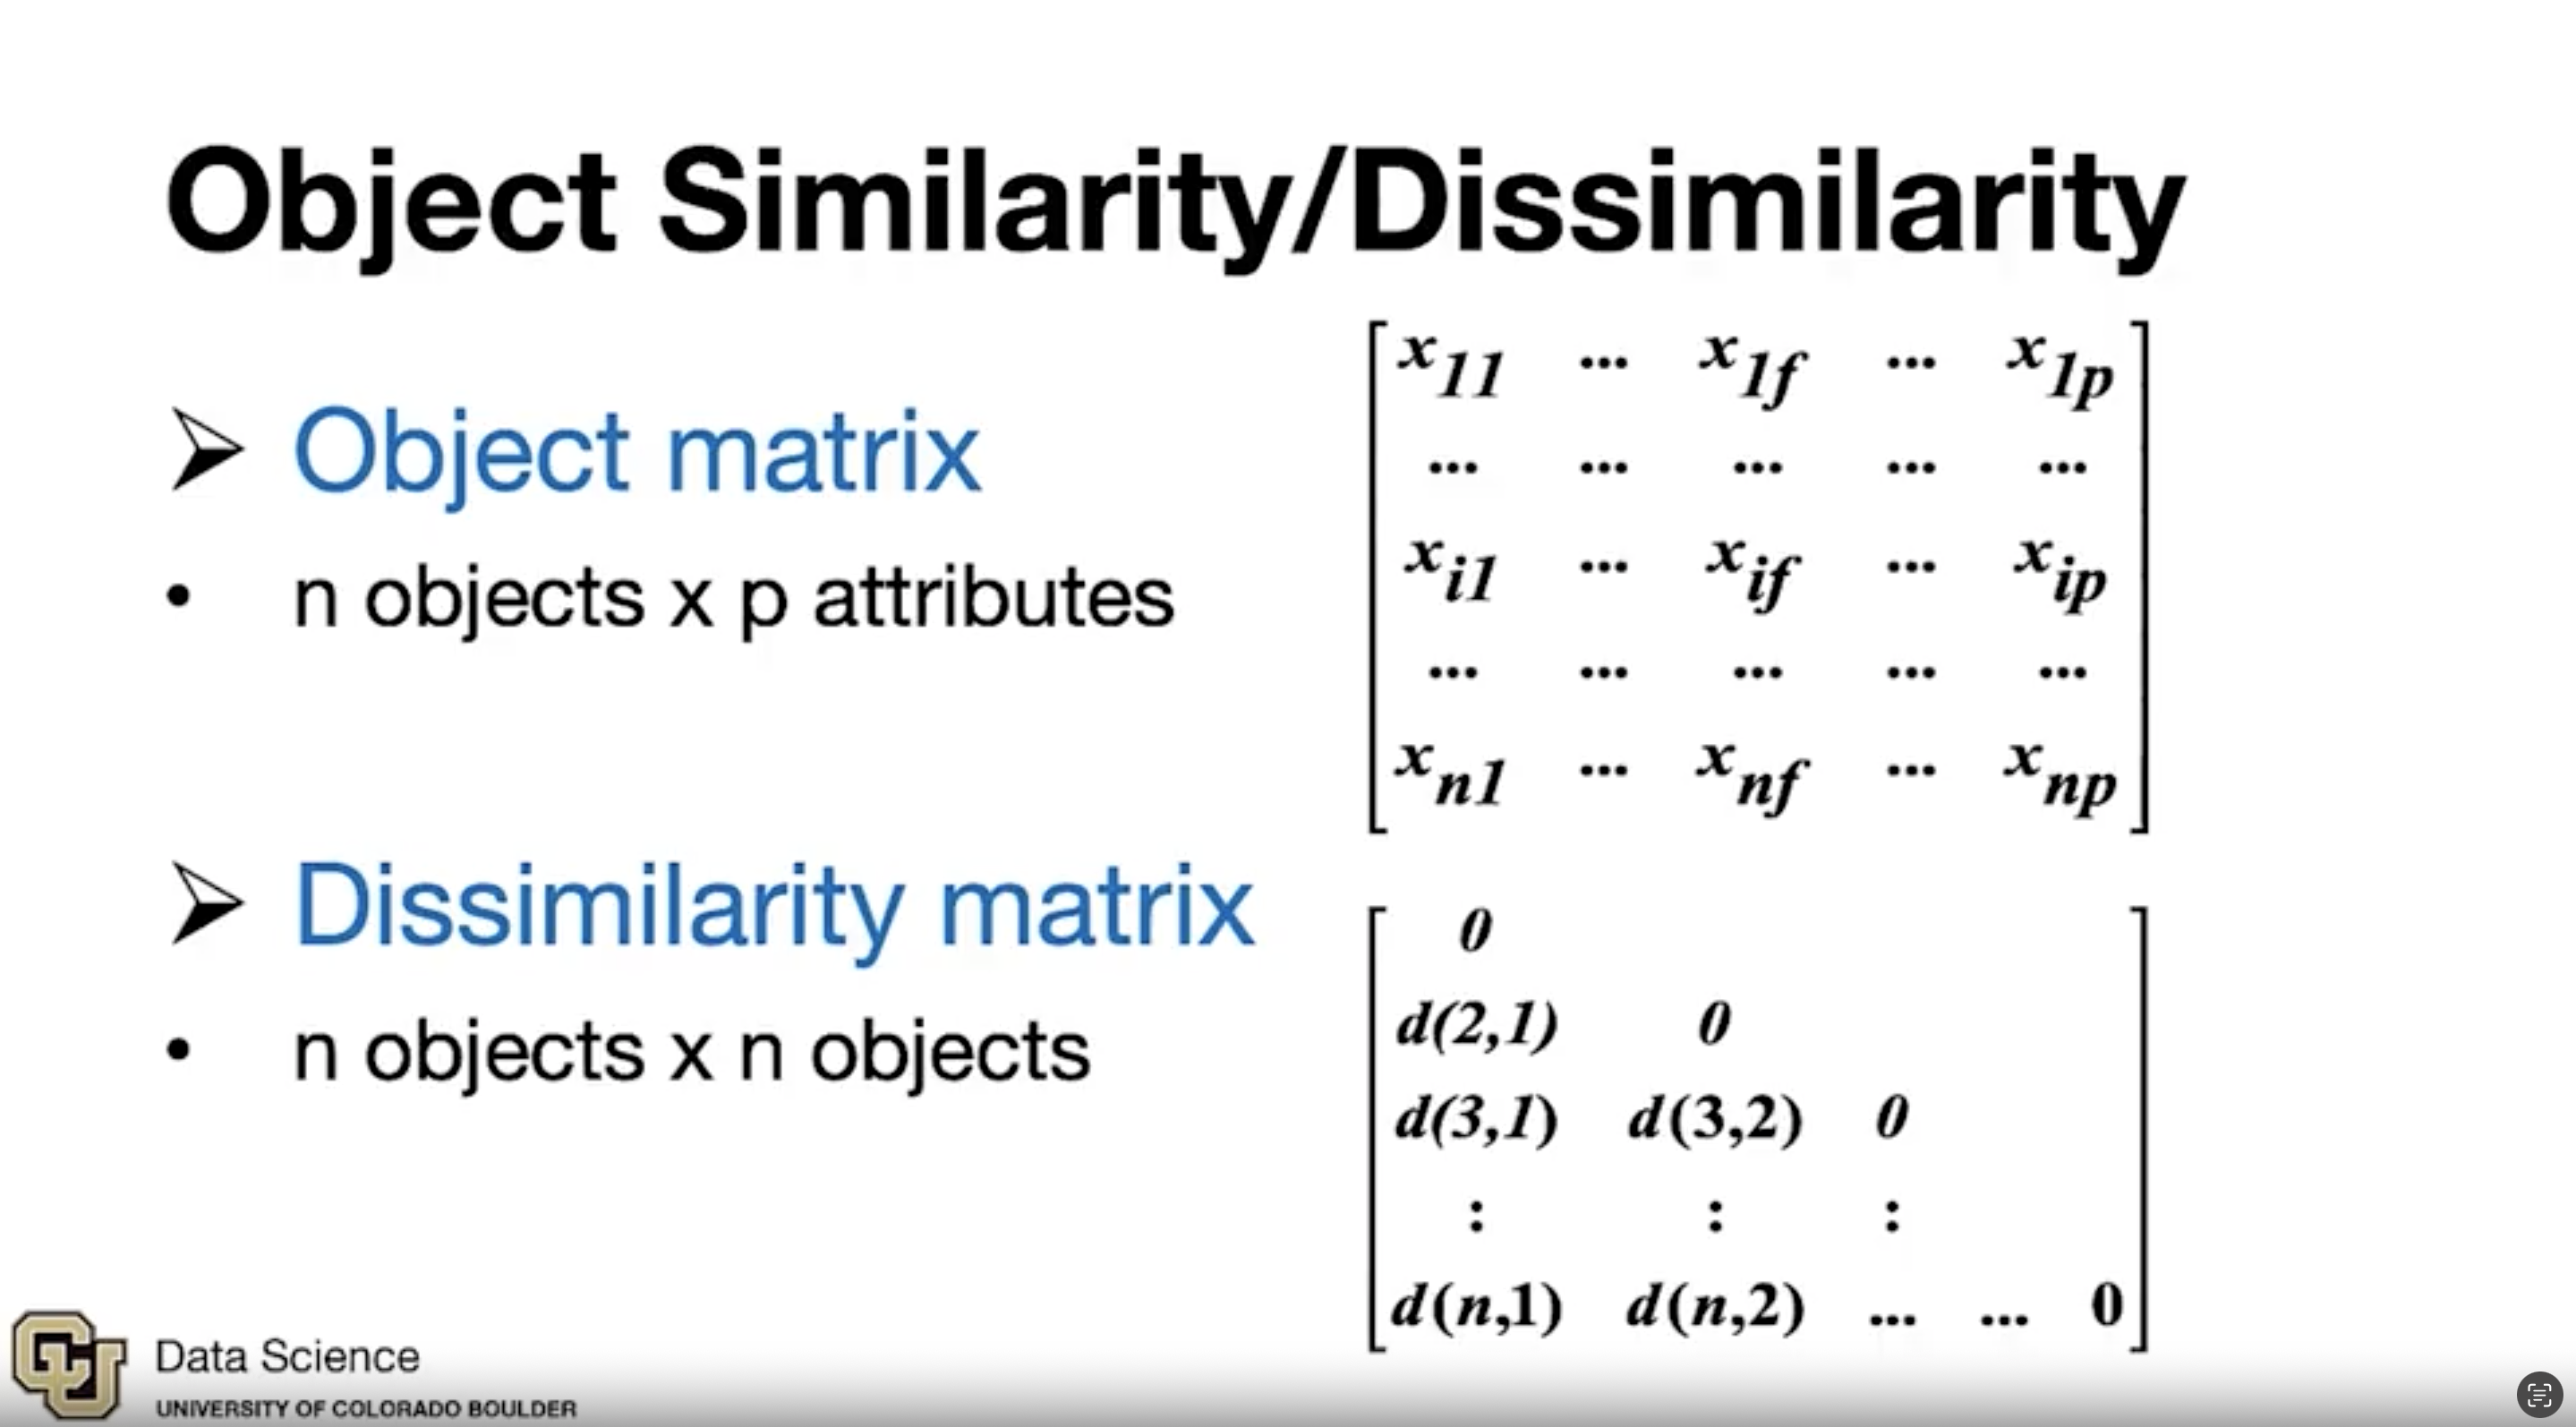 Object Similarity/Dissimilarity
➢ Object matrix
• n objects x p attributes
x11 ... x1f ... x1p
... ... ... ... ...
xi1 ... xif ... xip
... ... ... ... ...
xn1 ... xnf ... xnp
➢ Dissimilarity matrix
• n objects x n objects
0
d(2,1) 0
d(3,1) d(3,2) 0
: : :
d(n,1) d(n,2) ... ... 0
CU
Data Science
UNIVERSITY OF COLORADO BOULDER